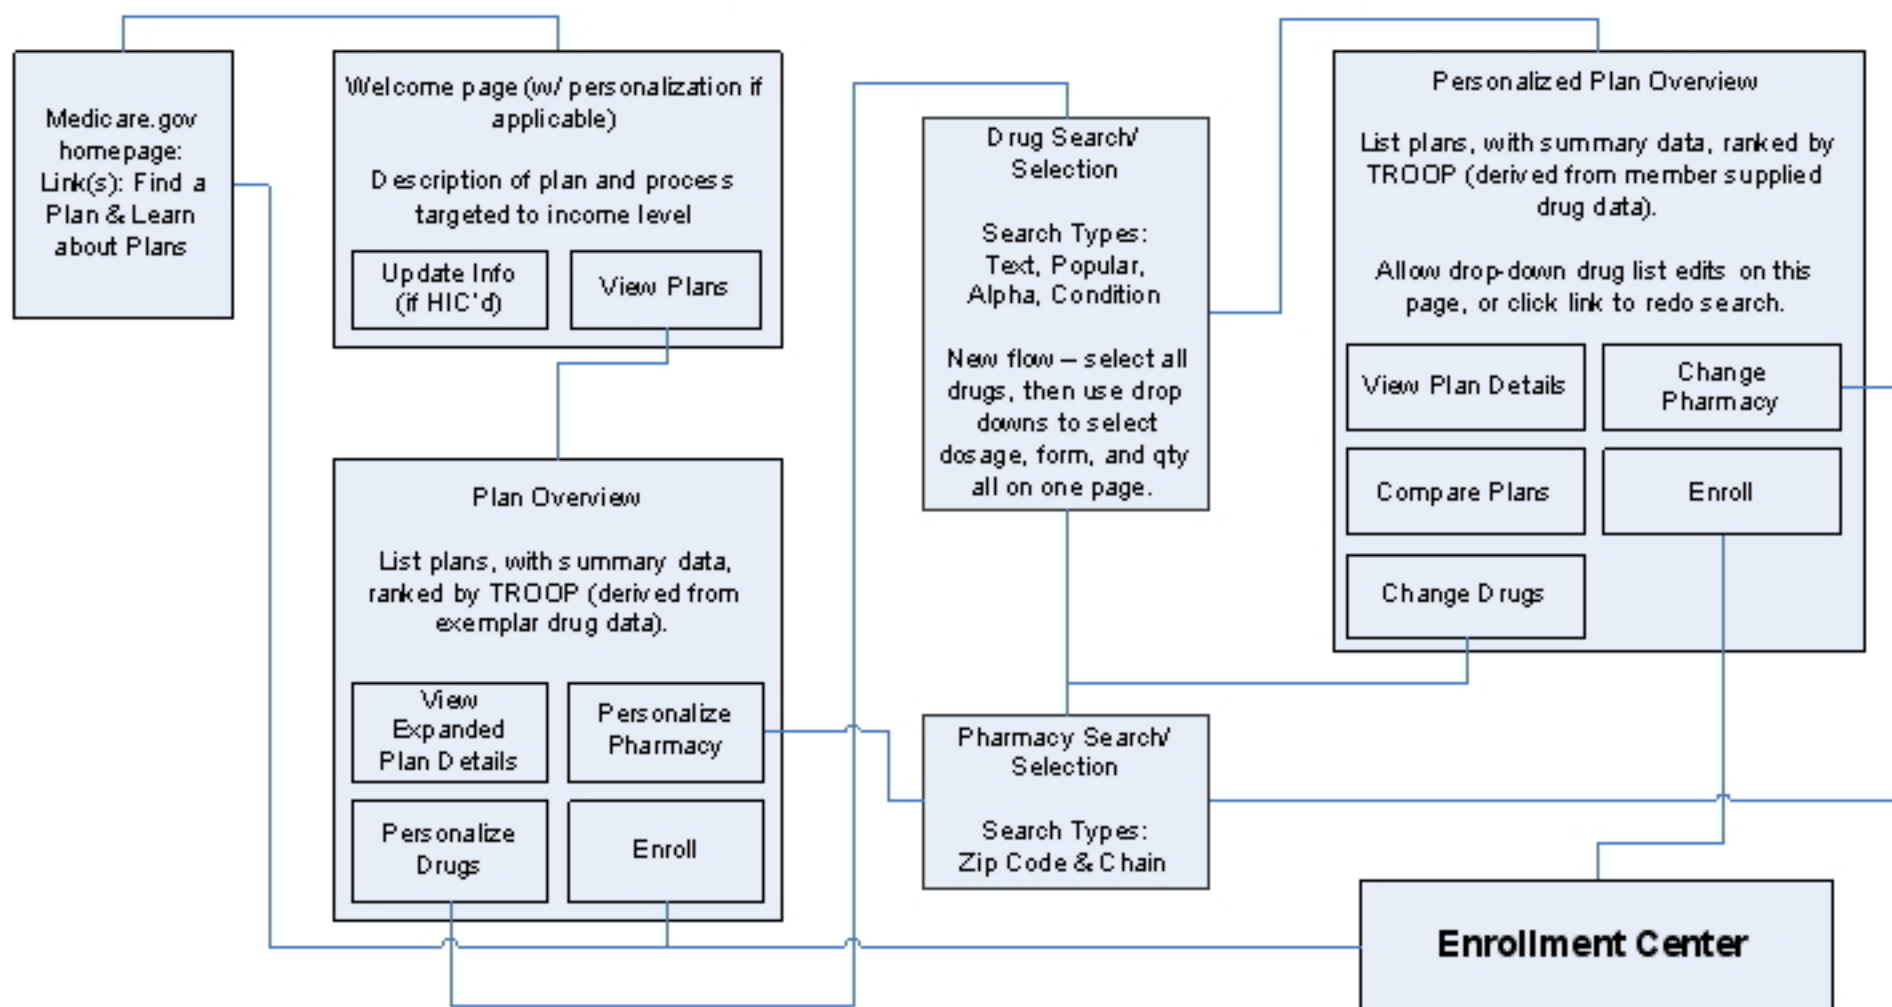 Medicare.gov
homepage:
Link(s): Find a
Plan & Learn
about Plans
Welcome page (w/ personalization if
applicable)
Description of plan and process
targeted to income level
Update Info
(if HIC'd)
View Plans
Plan Overview
List plans, with summary data,
ranked by TROOP (derived from
exemplar drug data).
View
Expanded
Plan Details
Personalize
Pharmacy
Personalize
Drugs
Enroll
Drug Search/
Selection
Search Types:
Text, Popular,
Alpha, Condition
New flow – select all
drugs, then use drop
downs to select
dosage, form, and qty
all on one page.
Pharmacy Search/
Selection
Search Types:
Zip Code & Chain
Personalized Plan Overview
List plans, with summary data, ranked by
TROOP (derived from member supplied
drug data).
Allow drop-down drug list edits on this
page, or click link to redo search.
View Plan Details
Change
Pharmacy
Compare Plans
Enroll
Change Drugs
Enrollment Center